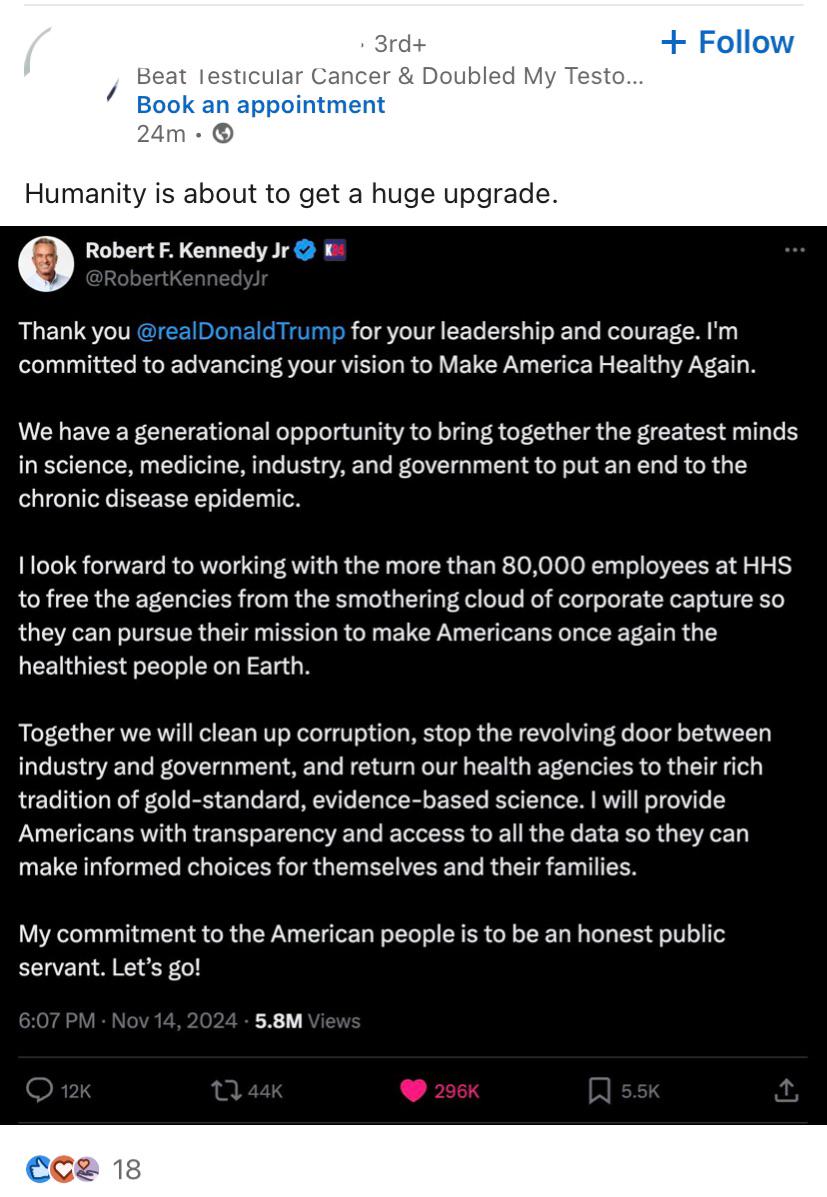 · 3rd+
+ Follow
Beat Testicular Cancer & Doubled My Testo...
Book an appointment
24m •
Humanity is about to get a huge upgrade.
Robert F. Kennedy Jr K24
@RobertKennedyJr
Thank you @realDonaldTrump for your leadership and courage. I'm
committed to advancing your vision to Make America Healthy Again.
We have a generational opportunity to bring together the greatest minds
in science, medicine, industry, and government to put an end to the
chronic disease epidemic.
I look forward to working with the more than 80,000 employees at HHS
to free the agencies from the smothering cloud of corporate capture so
they can pursue their mission to make Americans once again the
healthiest people on Earth.
Together we will clean up corruption, stop the revolving door between
industry and government, and return our health agencies to their rich
tradition of gold-standard, evidence-based science. I will provide
Americans with transparency and access to all the data so they can
make informed choices for themselves and their families.
My commitment to the American people is to be an honest public
servant. Let’s go!
6:07 PM · Nov 14, 2024 · 5.8M Views
12K 44K 296K 5.5K
18